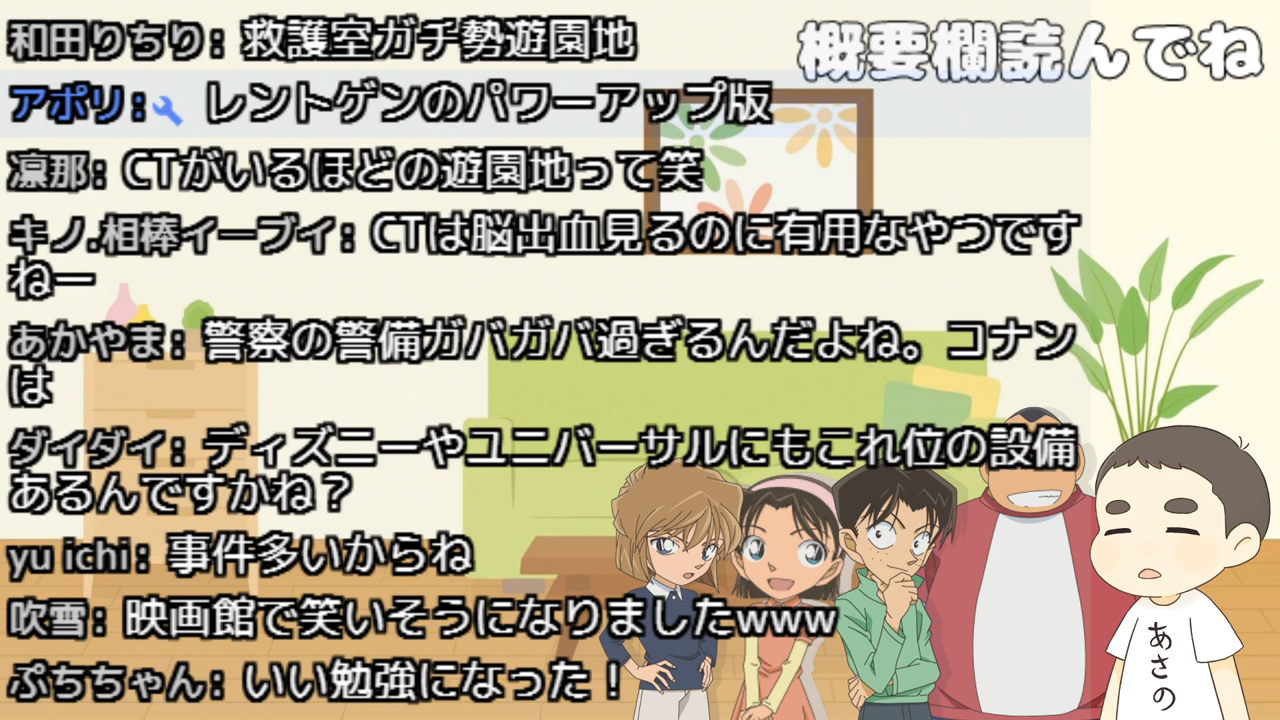 和田りちり: 救護室ガチ勢遊園地
概要欄読んでね
アポリ: レントゲンのパワーアップ版
凛那: CTがいるほどの遊園地って笑
キノ.相棒イーブイ: CTは脳出血見るのに有用なやつです
ねー
あかやま: 警察の警備ガバガバ過ぎるんだよね。コナン
は
ダイダイ: ディズニーやユニバーサルにもこれ位の設備
あるんですかね？
yu ichi: 事件多いからね
吹雪: 映画館で笑いそうになりましたwww
ぷちちゃん: いい勉強になった！
あさの